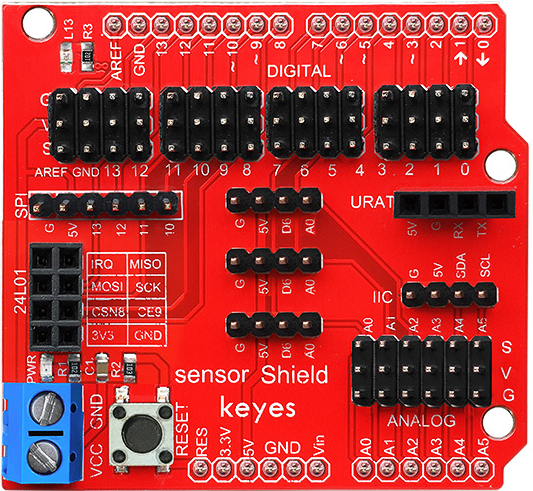 L13 R3 AREF GND 13 12 11 ~10 ~9 8 7 ~6 ~5 4 ~3 2 1 0
DIGITAL
G
V
S
AREF GND 13 12 11 10 9 8 7 6 5 4 3 2 1 0
SPI
G 5V 13 12 11 10
G 5V D6 A0
URAT
5V G RX TX
24L01
IRQ MISO
MOSI SCK
CSN8 CE9
3V3 GND
G 5V D6 A0
IIC
G 5V SDA SCL
G 5V D6 A0
A0 A1 A2 A3 A4 A5
S
V
G
PWR R1 C1 R2
sensor Shield
keyes
ANALOG
VCC GND
RESET
RES 3.3V 5V GND Vin
A0 A1 A2 A3 A4 A5